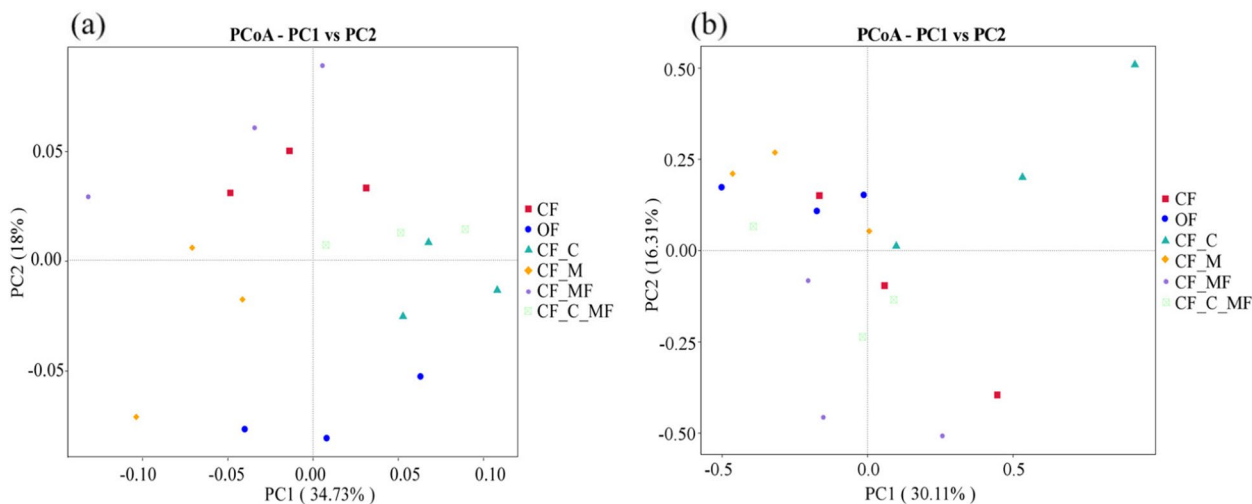 (a)
PCoA - PC1 vs PC2
0.05
0.00
-0.05
PC2 (18% )
-0.10
-0.05
0.00
0.05
0.10
PC1 ( 34.73% )
CF
OF
CF_C
CF_M
CF_MF
CF_C_MF
(b)
PCoA - PC1 vs PC2
0.50
0.25
0.00
-0.25
-0.50
PC2 (16.31% )
-0.5
0.0
0.5
PC1 ( 30.11% )
CF
OF
CF_C
CF_M
CF_MF
CF_C_MF